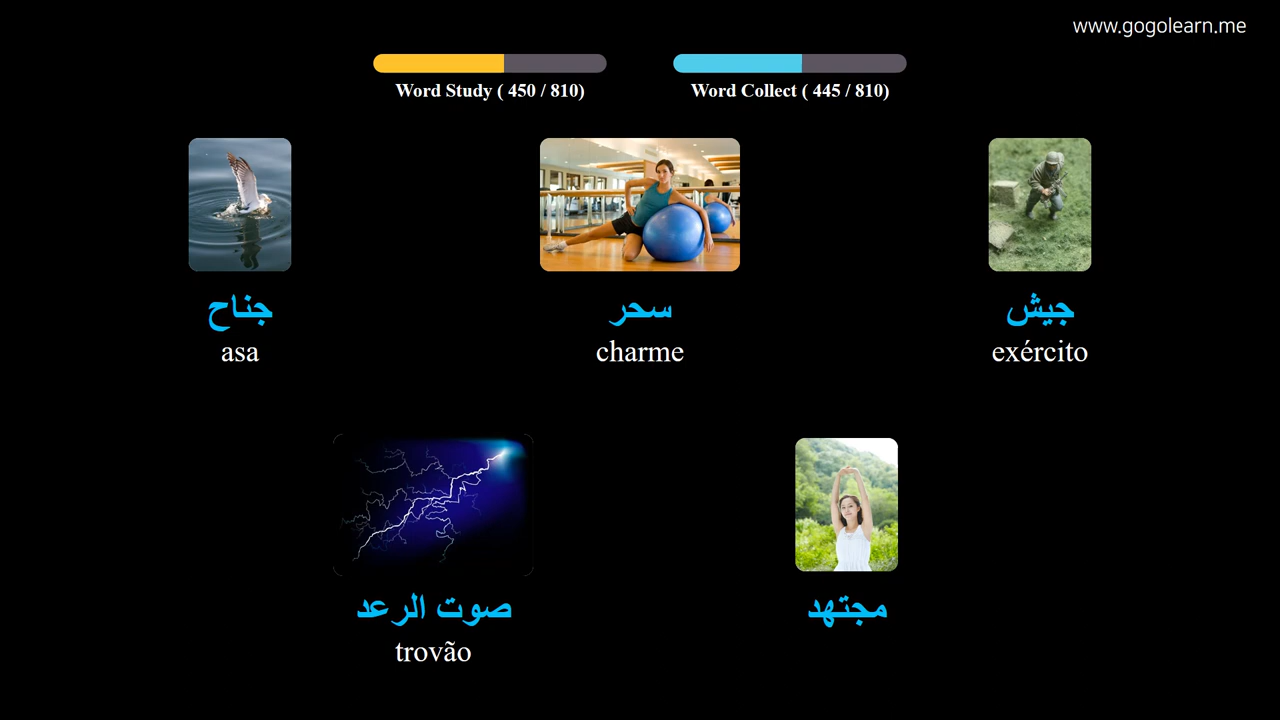 www.gogolearn.me
Word Study ( 450 / 810)
Word Collect ( 445 / 810)
جناح
asa
سحر
charme
جيش
exército
صوت الرعد
trovão
مجتهد